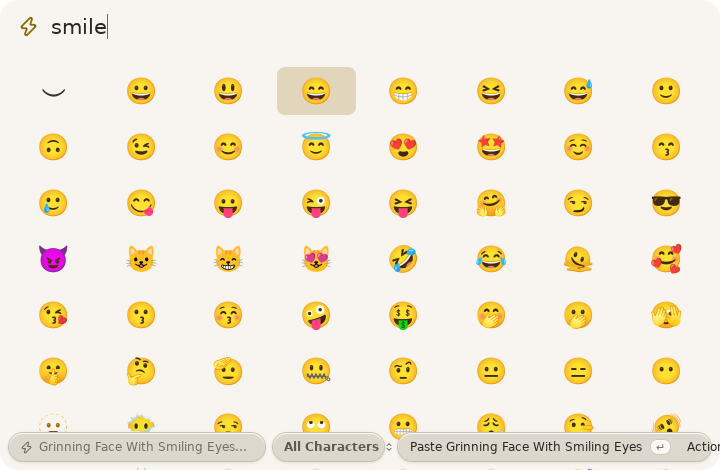 smile
Grinning Face With Smiling Eyes...
All Characters
Paste Grinning Face With Smiling Eyes
Action